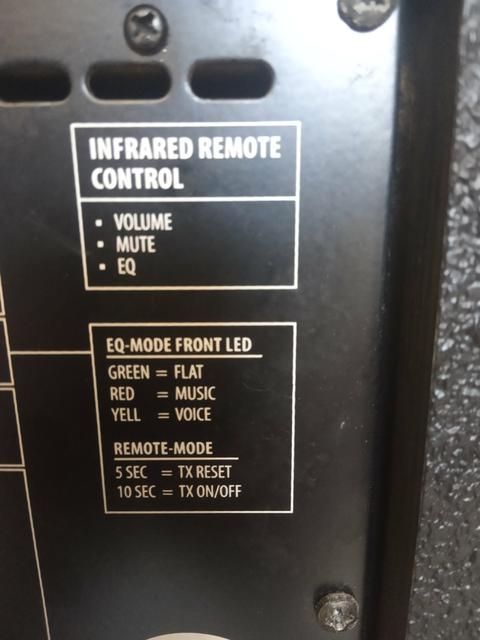 INFRARED REMOTE
CONTROL
▪ VOLUME
▪ MUTE
▪ EQ
EQ-MODE FRONT LED
GREEN = FLAT
RED = MUSIC
YELL = VOICE
REMOTE-MODE
5 SEC = TX RESET
10 SEC = TX ON/OFF